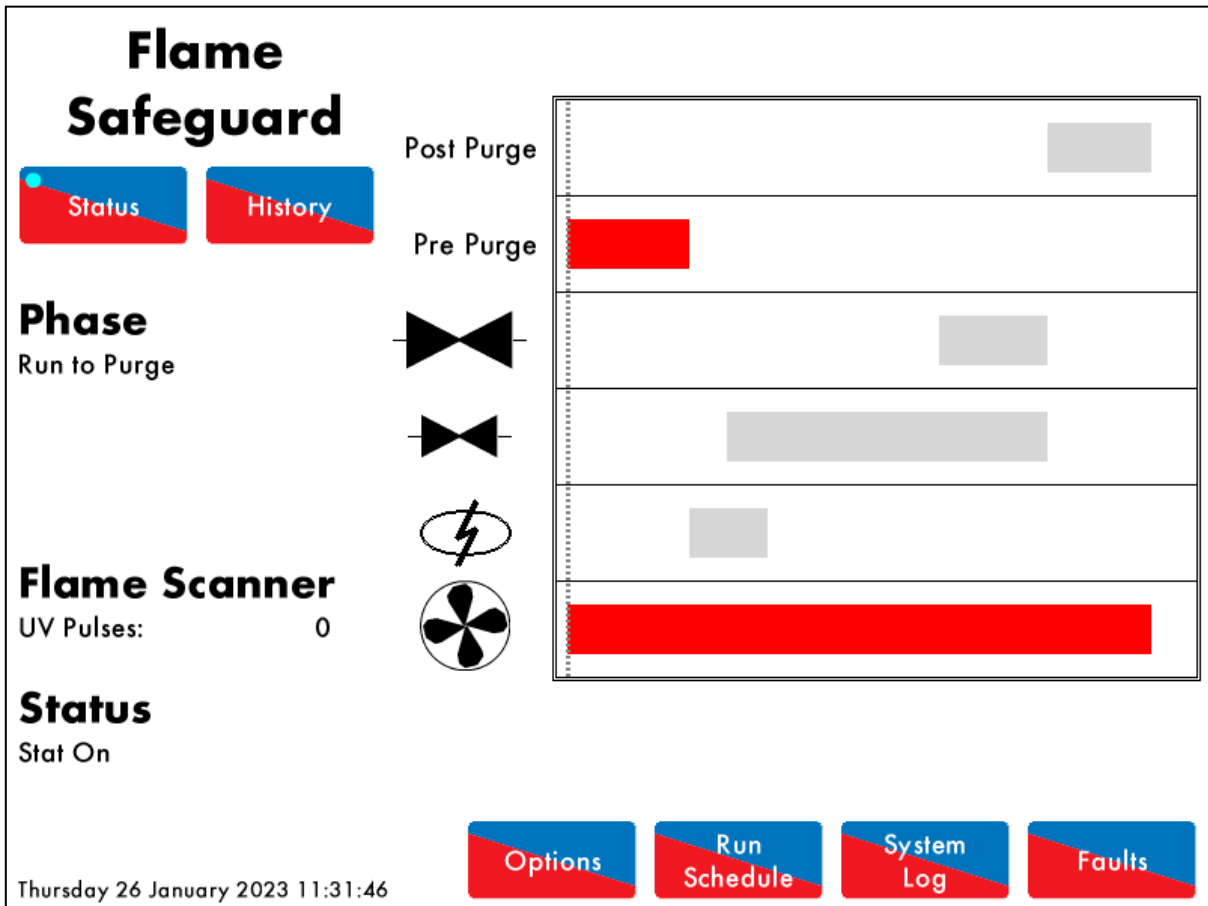 Flame
Safeguard
Status
History
Post Purge
Pre Purge
Phase
Run to Purge
Flame Scanner
UV Pulses: 0
Status
Stat On
Options
Run
Schedule
System
Log
Faults
Thursday 26 January 2023 11:31:46